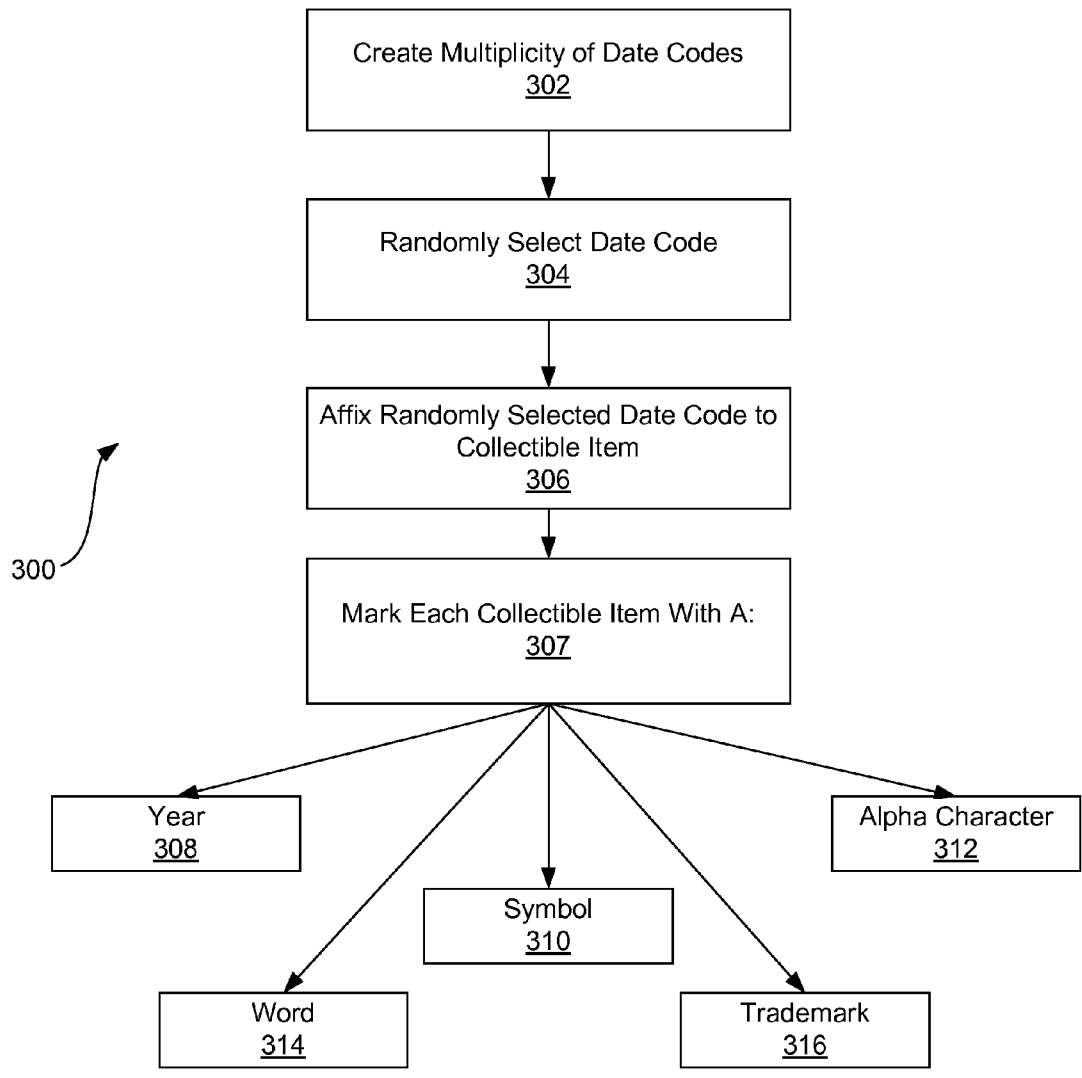 Create Multiplicity of Date Codes
302
Randomly Select Date Code
304
Affix Randomly Selected Date Code to
Collectible Item
306
300
Mark Each Collectible Item With A:
307
Year
308
Alpha Character
312
Symbol
310
Word
314
Trademark
316